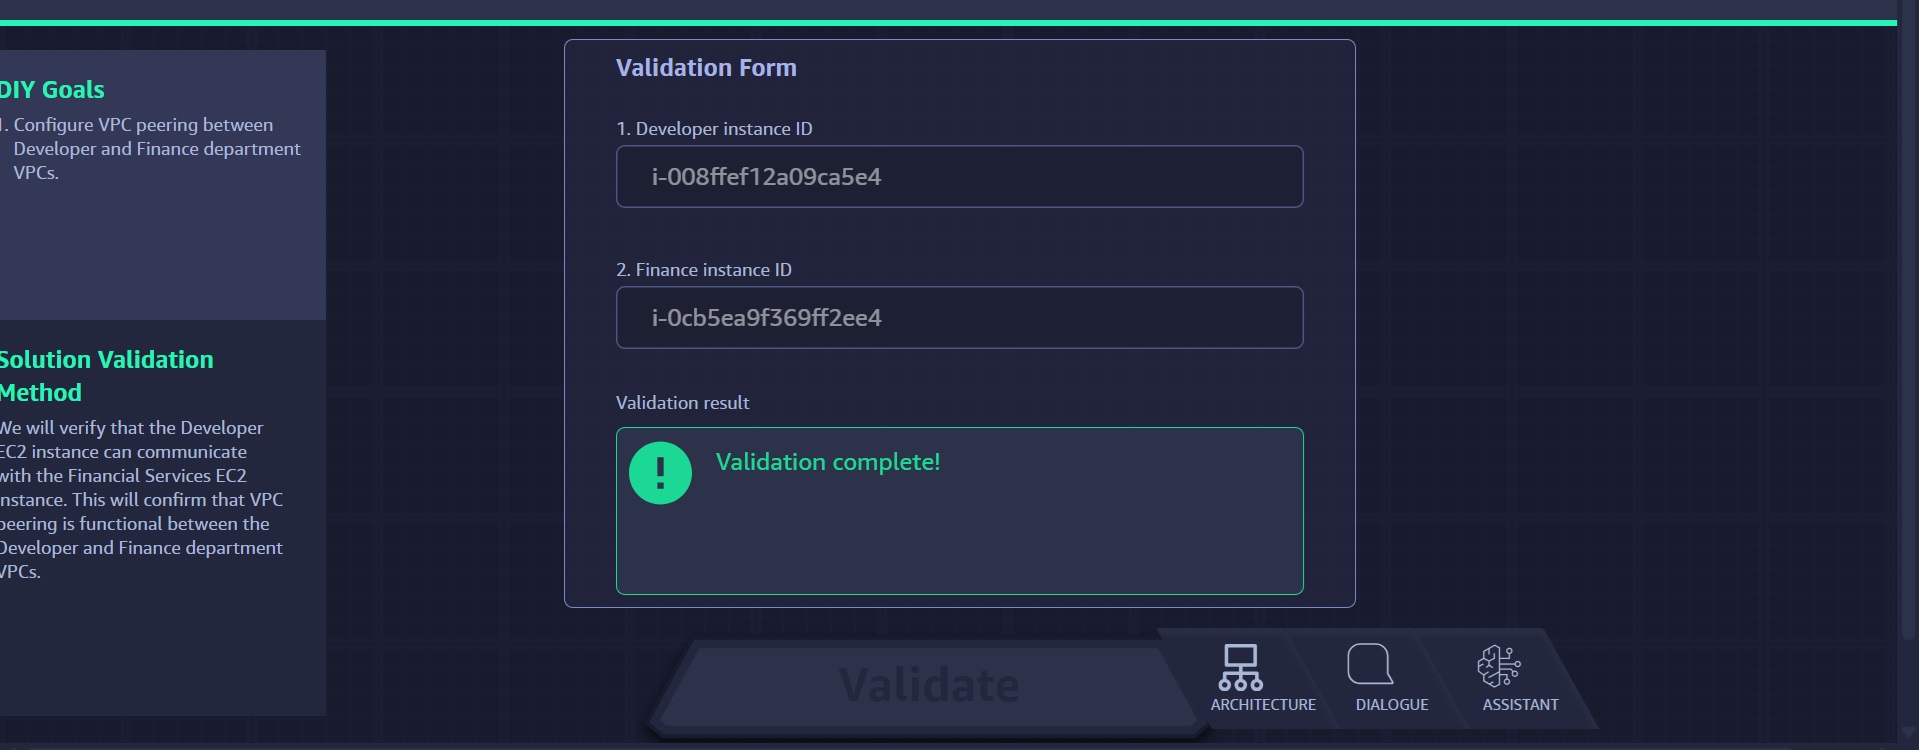 DIY Goals
1. Configure VPC peering between
Developer and Finance department
VPCs.
Solution Validation
Method
We will verify that the Developer
EC2 instance can communicate
with the Financial Services EC2
instance. This will confirm that VPC
peering is functional between the
Developer and Finance department
VPCs.
Validation Form
1. Developer instance ID
i-008ffef12a09ca5e4
2. Finance instance ID
i-0cb5ea9f369ff2ee4
Validation result
!
Validation complete!
Validate
ARCHITECTURE
DIALOGUE
ASSISTANT